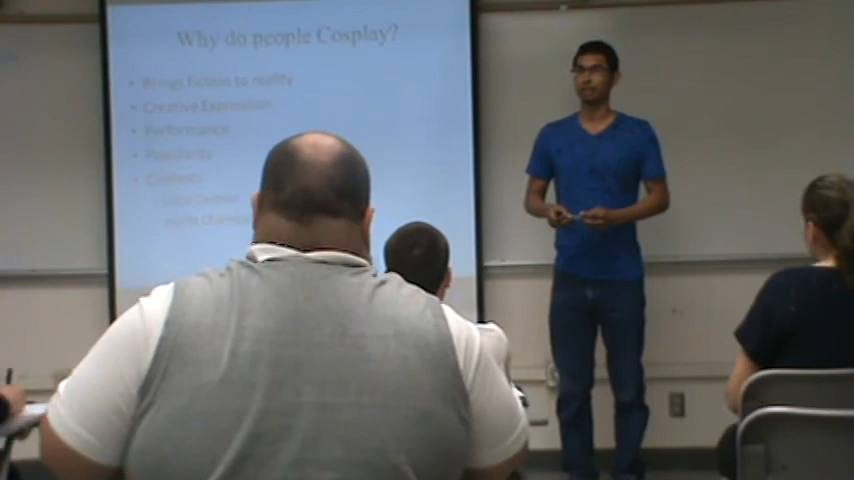 Why do people Cosplay?
• Brings fiction to reality
• Creative Expression
• Performance
• Popularity
• Contests